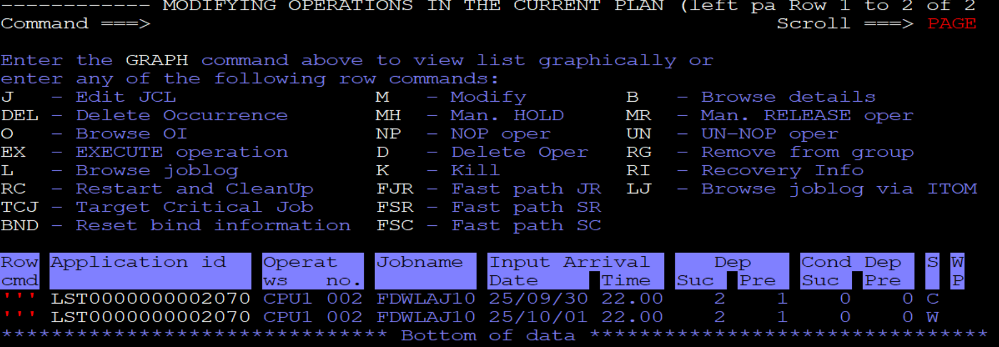 ------------ MODIFYING OPERATIONS IN THE CURRENT PLAN (left pa Row 1 to 2 of 2
Command ===>                                                  Scroll ===> PAGE

Enter the GRAPH command above to view list graphically or
enter any of the following row commands:
J   - Edit JCL                M   - Modify        B   - Browse details
DEL - Delete Occurrence       MH  - Man. HOLD     MR  - Man. RELEASE oper
O   - Browse OI               NP  - NOP oper      UN  - UN-NOP oper
EX  - EXECUTE operation       D   - Delete Oper   RG  - Remove from group
L   - Browse joblog           K   - Kill          RI  - Recovery Info
RC  - Restart and CleanUp     FJR - Fast path JR  LJ  - Browse joblog via ITOM
TCJ - Target Critical Job     FSR - Fast path SR
BND - Reset bind information  FSC - Fast path SC

Row Application id   Operat   Jobname  Input Arrival     Dep    Cond Dep  S W
cmd                  ws   no.          Date     Time  Suc  Pre  Suc  Pre    P
''' LST0000000002070 CPU1 002 FDWLAJ10 25/09/30 22.00    2    1    0    0 C
''' LST0000000002070 CPU1 002 FDWLAJ10 25/10/01 22.00    2    1    0    0 W
******************************* Bottom of data ********************************